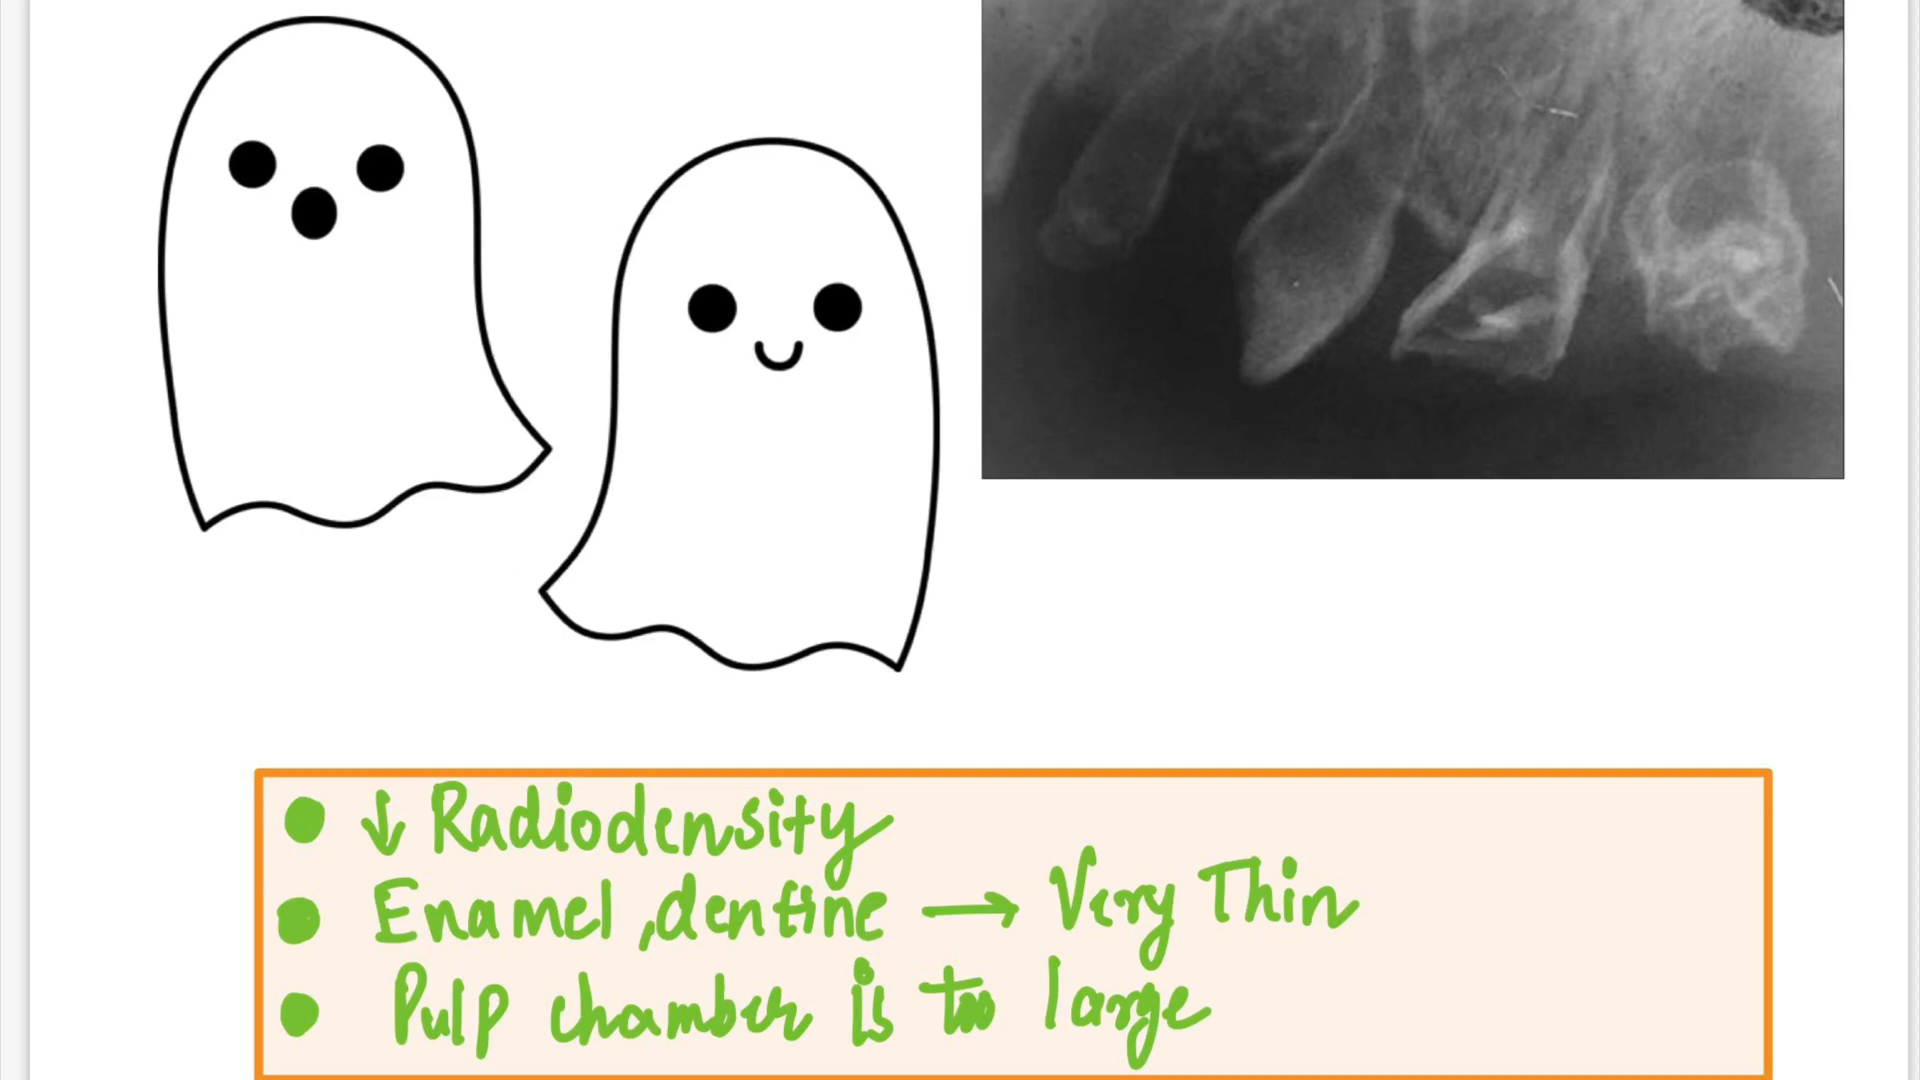 ↓ Radiodensity
Enamel, dentine → Very Thin
Pulp chamber is too large